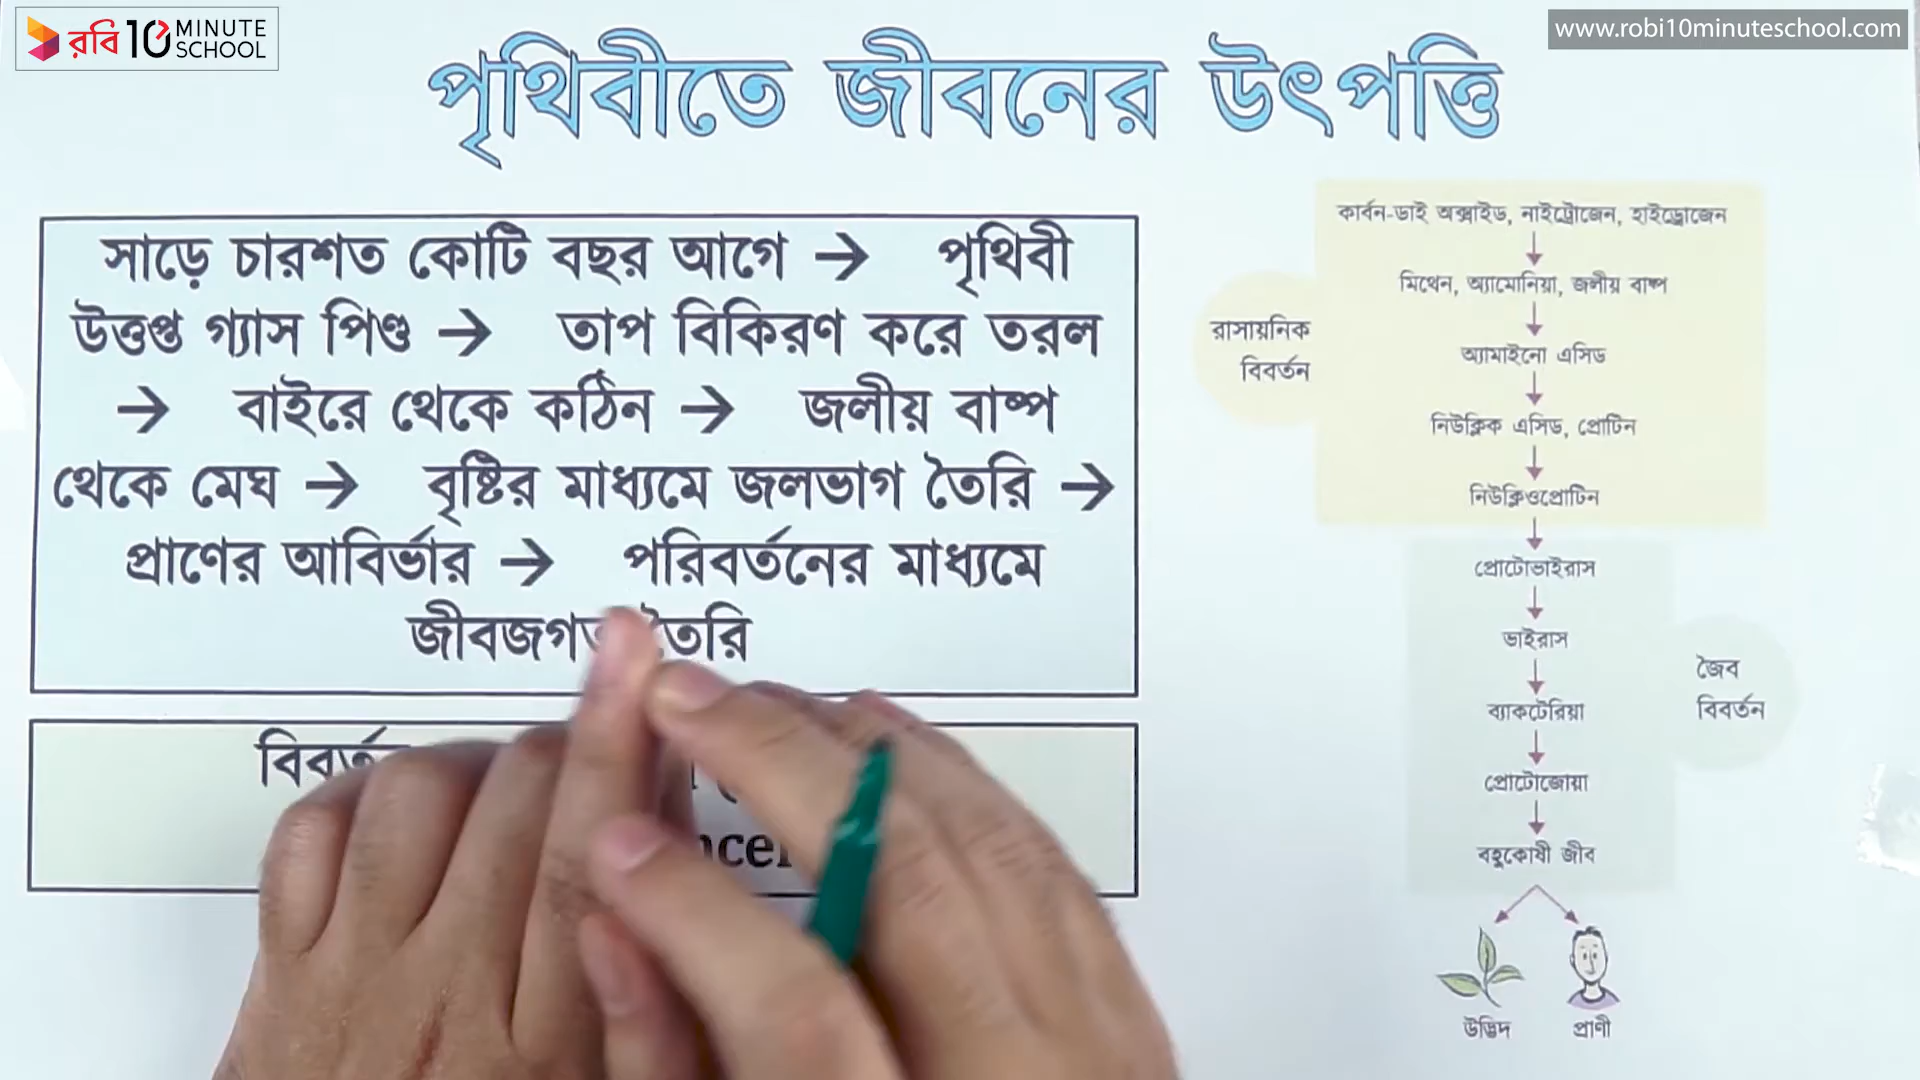 রবি 10 MINUTE SCHOOL
www.robi10minuteschool.com
পৃথিবীতে জীবনের উৎপত্তি
সাড়ে চারশত কোটি বছর আগে → পৃথিবী
উত্তপ্ত গ্যাস পিণ্ড → তাপ বিকিরণ করে তরল
→ বাইরে থেকে কঠিন → জলীয় বাষ্প
থেকে মেঘ → বৃষ্টির মাধ্যমে জলভাগ তৈরি →
প্রাণের আবির্ভার → পরিবর্তনের মাধ্যমে
জীবজগত তৈরি
কার্বন-ডাই অক্সাইড, নাইট্রোজেন, হাইড্রোজেন
মিথেন, অ্যামোনিয়া, জলীয় বাষ্প
অ্যামাইনো এসিড
নিউক্লিক এসিড, প্রোটিন
নিউক্লিওপ্রোটিন
রাসায়নিক
বিবর্তন
প্রোটোভাইরাস
ভাইরাস
ব্যাকটেরিয়া
প্রোটোজোয়া
বহুকোষী জীব
জৈব
বিবর্তন
উদ্ভিদ
প্রাণী